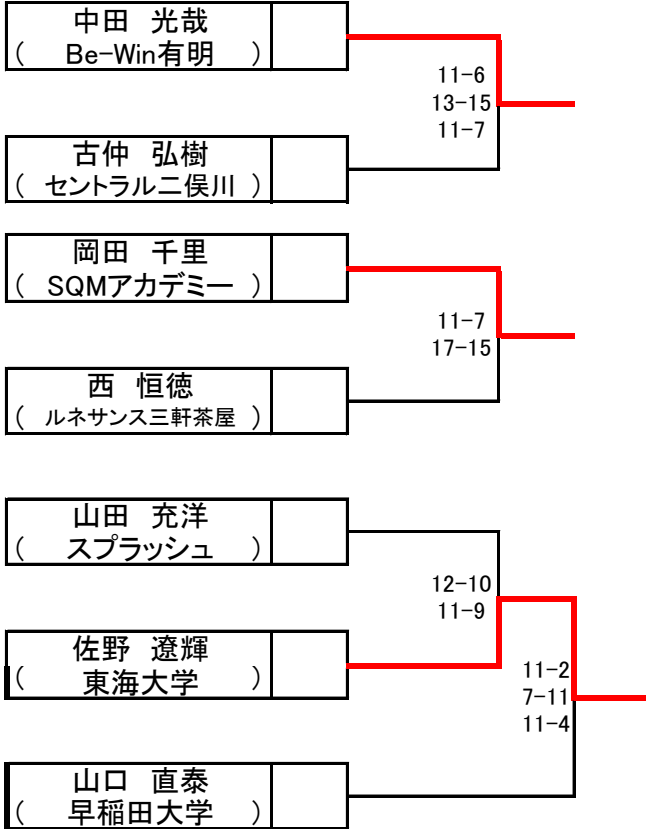 中田 光哉
( Be-Win有明 )
11-6
13-15
11-7
古仲 弘樹
( セントラル二俣川 )
岡田 千里
( SQMアカデミー )
11-7
17-15
西 恒徳
( ルネサンス三軒茶屋 )
山田 充洋
( スプラッシュ )
12-10
11-9
佐野 遼輝
( 東海大学 )
11-2
7-11
11-4
山口 直泰
( 早稲田大学 )